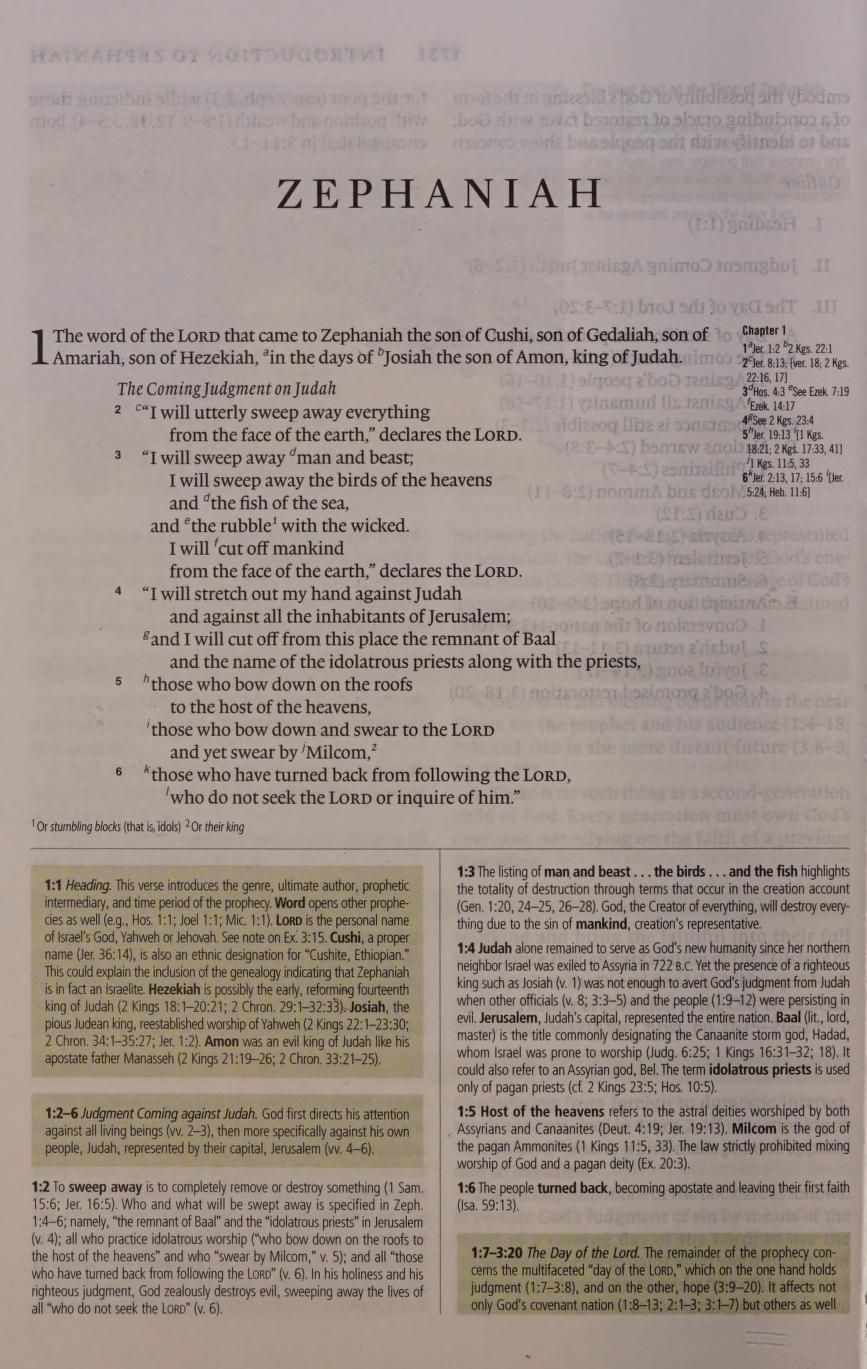 ZEPHANIAH
1 The word of the LORD that came to Zephaniah the son of Cushi, son of Gedaliah, son of
Amariah, son of Hezekiah, ᵃin the days of ᵇJosiah the son of Amon, king of Judah.
The Coming Judgment on Judah
2 ᶜ“I will utterly sweep away everything
from the face of the earth,” declares the LORD.
3 “I will sweep away ᵈman and beast;
I will sweep away the birds of the heavens
and ᵈthe fish of the sea,
and ᵉthe rubble¹ with the wicked.
I will ᶠcut off mankind
from the face of the earth,” declares the LORD.
4 “I will stretch out my hand against Judah
and against all the inhabitants of Jerusalem;
ᵍand I will cut off from this place the remnant of Baal
and the name of the idolatrous priests along with the priests,
5 ʰthose who bow down on the roofs
to the host of the heavens,
ⁱthose who bow down and swear to the LORD
and yet swear by ʲMilcom,²
6 ᵏthose who have turned back from following the LORD,
ˡwho do not seek the LORD or inquire of him.”
Chapter 1
1 ᵃJer. 1:2 ᵇ2 Kgs. 22:1
2 ᶜJer. 8:13; [ver. 18; 2 Kgs.
22:16, 17]
3 ᵈHos. 4:3 ᵉSee Ezek. 7:19
ᶠEzek. 14:17
4 ᵍSee 2 Kgs. 23:4
5 ʰJer. 19:13 ⁱ[1 Kgs.
18:21; 2 Kgs. 17:33, 41]
ʲ1 Kgs. 11:5, 33
6 ᵏJer. 2:13, 17; 15:6 ˡ[Jer.
5:24; Heb. 11:6]
¹ Or stumbling blocks (that is, idols) ² Or their king
1:1 Heading. This verse introduces the genre, ultimate author, prophetic
intermediary, and time period of the prophecy. Word opens other prophe-
cies as well (e.g., Hos. 1:1; Joel 1:1; Mic. 1:1). LORD is the personal name
of Israel’s God, Yahweh or Jehovah. See note on Ex. 3:15. Cushi, a proper
name (Jer. 36:14), is also an ethnic designation for “Cushite, Ethiopian.”
This could explain the inclusion of the genealogy indicating that Zephaniah
is in fact an Israelite. Hezekiah is possibly the early, reforming fourteenth
king of Judah (2 Kings 18:1–20:21; 2 Chron. 29:1–32:33). Josiah, the
pious Judean king, reestablished worship of Yahweh (2 Kings 22:1–23:30;
2 Chron. 34:1–35:27; Jer. 1:2). Amon was an evil king of Judah like his
apostate father Manasseh (2 Kings 21:19–26; 2 Chron. 33:21–25).
1:2–6 Judgment Coming against Judah. God first directs his attention
against all living beings (vv. 2–3), then more specifically against his own
people, Judah, represented by their capital, Jerusalem (vv. 4–6).
1:2 To sweep away is to completely remove or destroy something (1 Sam.
15:6; Jer. 16:5). Who and what will be swept away is specified in Zeph.
1:4–6; namely, “the remnant of Baal” and the “idolatrous priests” in Jerusalem
(v. 4); all who practice idolatrous worship (“who bow down on the roofs to
the host of the heavens” and who “swear by Milcom,” v. 5); and all “those
who have turned back from following the LORD” (v. 6). In his holiness and his
righteous judgment, God zealously destroys evil, sweeping away the lives of
all “who do not seek the LORD” (v. 6).
1:3 The listing of man and beast . . . the birds . . . and the fish highlights
the totality of destruction through terms that occur in the creation account
(Gen. 1:20, 24–25, 26–28). God, the Creator of everything, will destroy every-
thing due to the sin of mankind, creation’s representative.
1:4 Judah alone remained to serve as God’s new humanity since her northern
neighbor Israel was exiled to Assyria in 722 B.C. Yet the presence of a righteous
king such as Josiah (v. 1) was not enough to avert God’s judgment from Judah
when other officials (v. 8; 3:3–5) and the people (1:9–12) were persisting in
evil. Jerusalem, Judah’s capital, represented the entire nation. Baal (lit., lord,
master) is the title commonly designating the Canaanite storm god, Hadad,
whom Israel was prone to worship (Judg. 6:25; 1 Kings 16:31–32; 18). It
could also refer to an Assyrian god, Bel. The term idolatrous priests is used
only of pagan priests (cf. 2 Kings 23:5; Hos. 10:5).
1:5 Host of the heavens refers to the astral deities worshiped by both
Assyrians and Canaanites (Deut. 4:19; Jer. 19:13). Milcom is the god of
the pagan Ammonites (1 Kings 11:5, 33). The law strictly prohibited mixing
worship of God and a pagan deity (Ex. 20:3).
1:6 The people turned back, becoming apostate and leaving their first faith
(Isa. 59:13).
1:7–3:20 The Day of the Lord. The remainder of the prophecy con-
cerns the multifaceted “day of the LORD,” which on the one hand holds
judgment (1:7–3:8), and on the other, hope (3:9–20). It affects not
only God’s covenant nation (1:8–13; 2:1–3; 3:1–7) but others as well